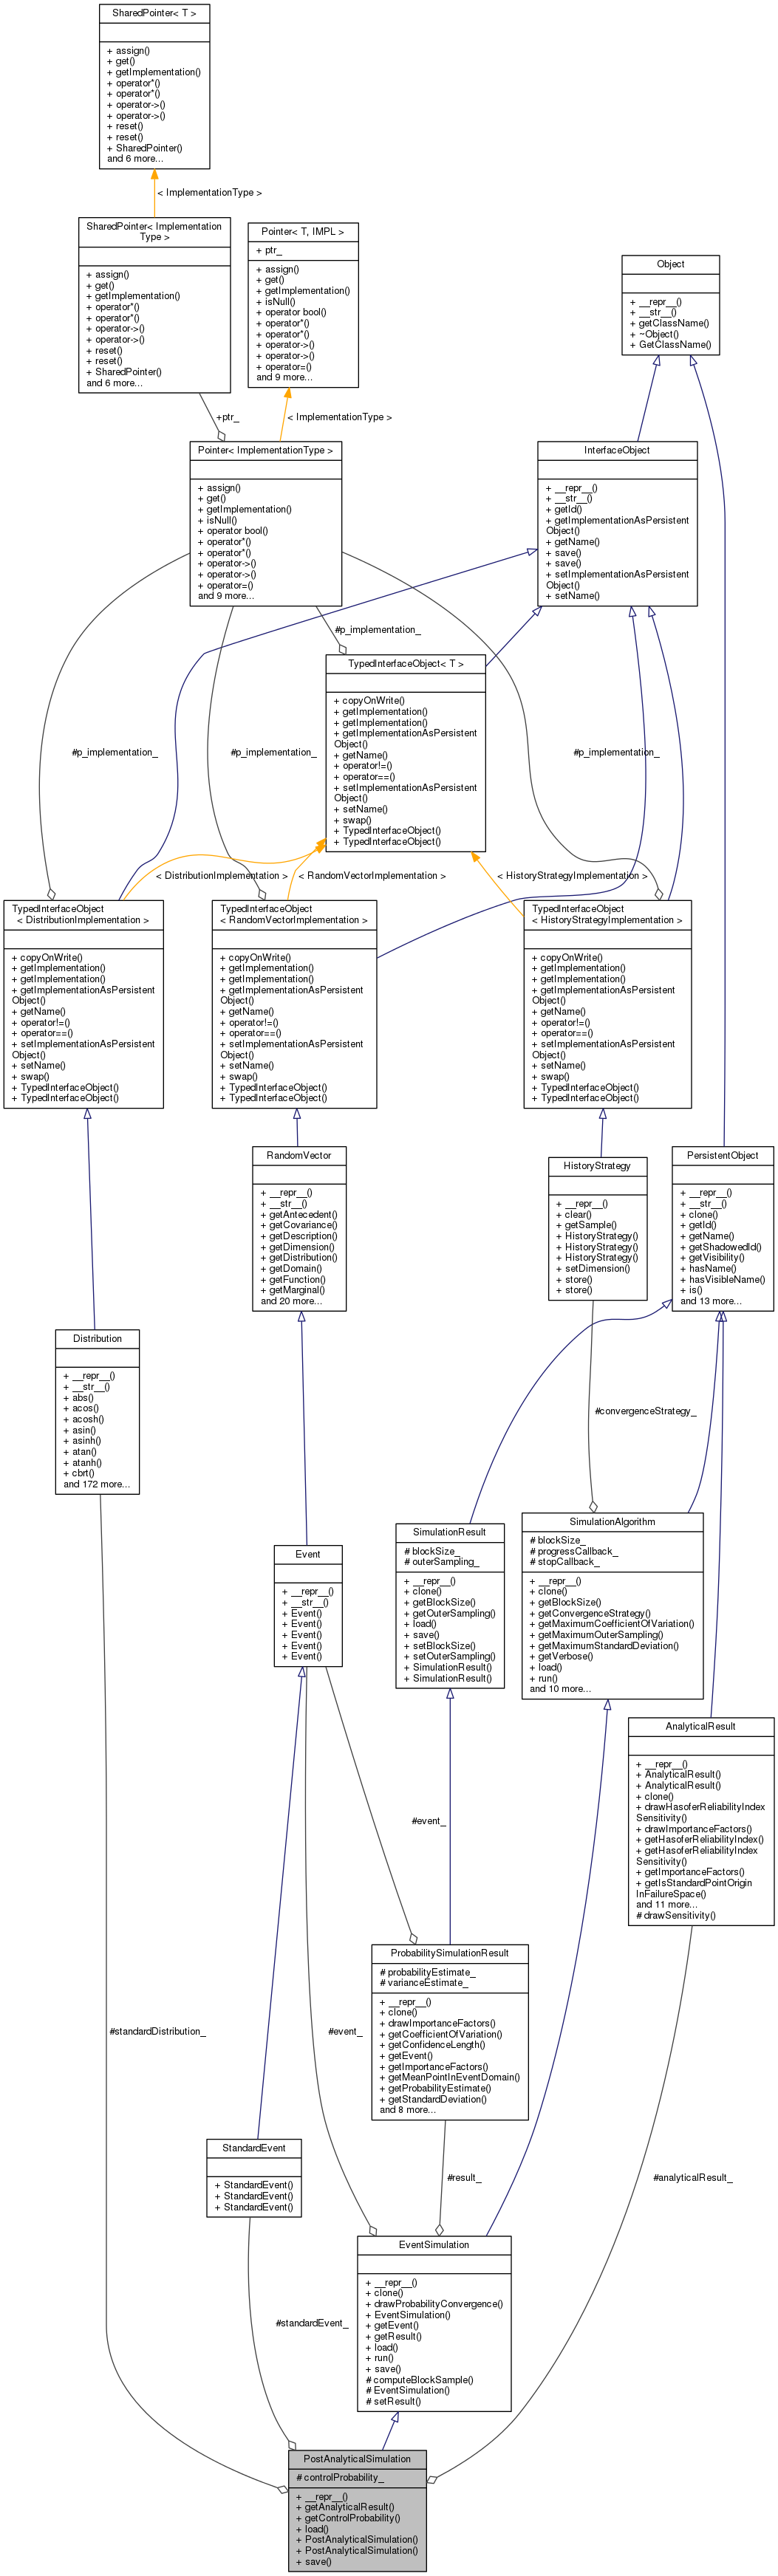 SharedPointer< T >
+ assign()
+ get()
+ getImplementation()
+ operator*()
+ operator*()
+ operator->()
+ operator->()
+ reset()
+ reset()
+ SharedPointer()
and 6 more...
< ImplementationType >
SharedPointer< Implementation
Type >
+ assign()
+ get()
+ getImplementation()
+ operator*()
+ operator*()
+ operator->()
+ operator->()
+ reset()
+ reset()
+ SharedPointer()
and 6 more...
Pointer< T, IMPL >
+ ptr_
+ assign()
+ get()
+ getImplementation()
+ isNull()
+ operator bool()
+ operator*()
+ operator*()
+ operator->()
+ operator->()
+ operator=()
and 9 more...
Object
+ __repr__()
+ __str__()
+ getClassName()
+ ~Object()
+ GetClassName()
+ptr_
< ImplementationType >
Pointer< ImplementationType >
+ assign()
+ get()
+ getImplementation()
+ isNull()
+ operator bool()
+ operator*()
+ operator*()
+ operator->()
+ operator->()
+ operator=()
and 9 more...
InterfaceObject
+ __repr__()
+ __str__()
+ getId()
+ getImplementationAsPersistent
Object()
+ getName()
+ save()
+ save()
+ setImplementationAsPersistent
Object()
+ setName()
#p_implementation_
TypedInterfaceObject< T >
+ copyOnWrite()
+ getImplementation()
+ getImplementation()
+ getImplementationAsPersistent
Object()
+ getName()
+ operator!=()
+ operator==()
+ setImplementationAsPersistent
Object()
+ setName()
+ swap()
+ TypedInterfaceObject()
+ TypedInterfaceObject()
#p_implementation_
#p_implementation_
#p_implementation_
< DistributionImplementation >
< RandomVectorImplementation >
< HistoryStrategyImplementation >
TypedInterfaceObject
< DistributionImplementation >
+ copyOnWrite()
+ getImplementation()
+ getImplementation()
+ getImplementationAsPersistent
Object()
+ getName()
+ operator!=()
+ operator==()
+ setImplementationAsPersistent
Object()
+ setName()
+ swap()
+ TypedInterfaceObject()
+ TypedInterfaceObject()
TypedInterfaceObject
< RandomVectorImplementation >
+ copyOnWrite()
+ getImplementation()
+ getImplementation()
+ getImplementationAsPersistent
Object()
+ getName()
+ operator!=()
+ operator==()
+ setImplementationAsPersistent
Object()
+ setName()
+ swap()
+ TypedInterfaceObject()
+ TypedInterfaceObject()
TypedInterfaceObject
< HistoryStrategyImplementation >
+ copyOnWrite()
+ getImplementation()
+ getImplementation()
+ getImplementationAsPersistent
Object()
+ getName()
+ operator!=()
+ operator==()
+ setImplementationAsPersistent
Object()
+ setName()
+ swap()
+ TypedInterfaceObject()
+ TypedInterfaceObject()
RandomVector
+ __repr__()
+ __str__()
+ getAntecedent()
+ getCovariance()
+ getDescription()
+ getDimension()
+ getDistribution()
+ getDomain()
+ getFunction()
+ getMarginal()
and 20 more...
HistoryStrategy
+ __repr__()
+ clear()
+ getSample()
+ HistoryStrategy()
+ HistoryStrategy()
+ HistoryStrategy()
+ setDimension()
+ store()
+ store()
PersistentObject
+ __repr__()
+ __str__()
+ clone()
+ getId()
+ getName()
+ getShadowedId()
+ getVisibility()
+ hasName()
+ hasVisibleName()
+ is()
and 13 more...
Distribution
+ __repr__()
+ __str__()
+ abs()
+ acos()
+ acosh()
+ asin()
+ asinh()
+ atan()
+ atanh()
+ cbrt()
and 172 more...
#convergenceStrategy_
Event
+ __repr__()
+ __str__()
+ Event()
+ Event()
+ Event()
+ Event()
+ Event()
SimulationResult
# blockSize_
# outerSampling_
+ __repr__()
+ clone()
+ getBlockSize()
+ getOuterSampling()
+ load()
+ save()
+ setBlockSize()
+ setOuterSampling()
+ SimulationResult()
+ SimulationResult()
SimulationAlgorithm
# blockSize_
# progressCallback_
# stopCallback_
+ __repr__()
+ clone()
+ getBlockSize()
+ getConvergenceStrategy()
+ getMaximumCoefficientOfVariation()
+ getMaximumOuterSampling()
+ getMaximumStandardDeviation()
+ getVerbose()
+ load()
+ run()
and 10 more...
AnalyticalResult
+ __repr__()
+ AnalyticalResult()
+ AnalyticalResult()
+ clone()
+ drawHasoferReliabilityIndex
Sensitivity()
+ drawImportanceFactors()
+ getHasoferReliabilityIndex()
+ getHasoferReliabilityIndex
Sensitivity()
+ getImportanceFactors()
+ getIsStandardPointOrigin
InFailureSpace()
and 11 more...
# drawSensitivity()
#event_
ProbabilitySimulationResult
# probabilityEstimate_
# varianceEstimate_
+ __repr__()
+ clone()
+ drawImportanceFactors()
+ getCoefficientOfVariation()
+ getConfidenceLength()
+ getEvent()
+ getImportanceFactors()
+ getMeanPointInEventDomain()
+ getProbabilityEstimate()
+ getStandardDeviation()
and 8 more...
#standardDistribution_
#event_
StandardEvent
+ StandardEvent()
+ StandardEvent()
+ StandardEvent()
#result_
#analyticalResult_
EventSimulation
+ __repr__()
+ clone()
+ drawProbabilityConvergence()
+ EventSimulation()
+ getEvent()
+ getResult()
+ load()
+ run()
+ save()
# computeBlockSample()
# EventSimulation()
# setResult()
#standardEvent_
PostAnalyticalSimulation
# controlProbability_
+ __repr__()
+ getAnalyticalResult()
+ getControlProbability()
+ load()
+ PostAnalyticalSimulation()
+ PostAnalyticalSimulation()
+ save()